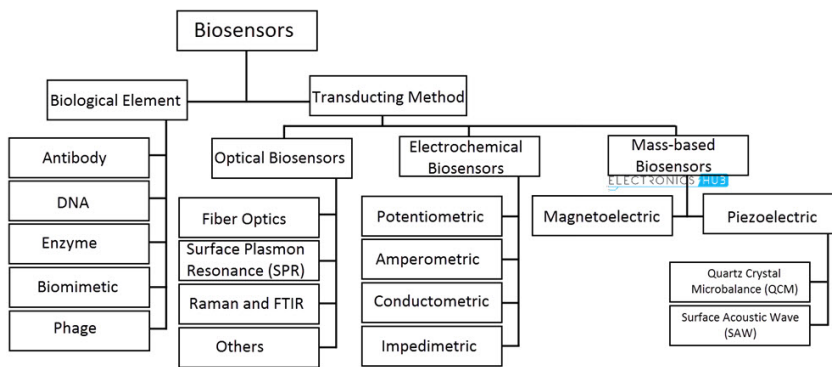 Biosensors
Biological Element
Transducting Method
Antibody
DNA
Enzyme
Biomimetic
Phage
Optical Biosensors
Fiber Optics
Surface Plasmon
Resonance (SPR)
Raman and FTIR
Others
Electrochemical
Biosensors
Potentiometric
Amperometric
Conductometric
Impedimetric
Mass-based
Biosensors
ELECTRONICS HUB
Magnetoelectric
Piezoelectric
Quartz Crystal
Microbalance (QCM)
Surface Acoustic Wave
(SAW)